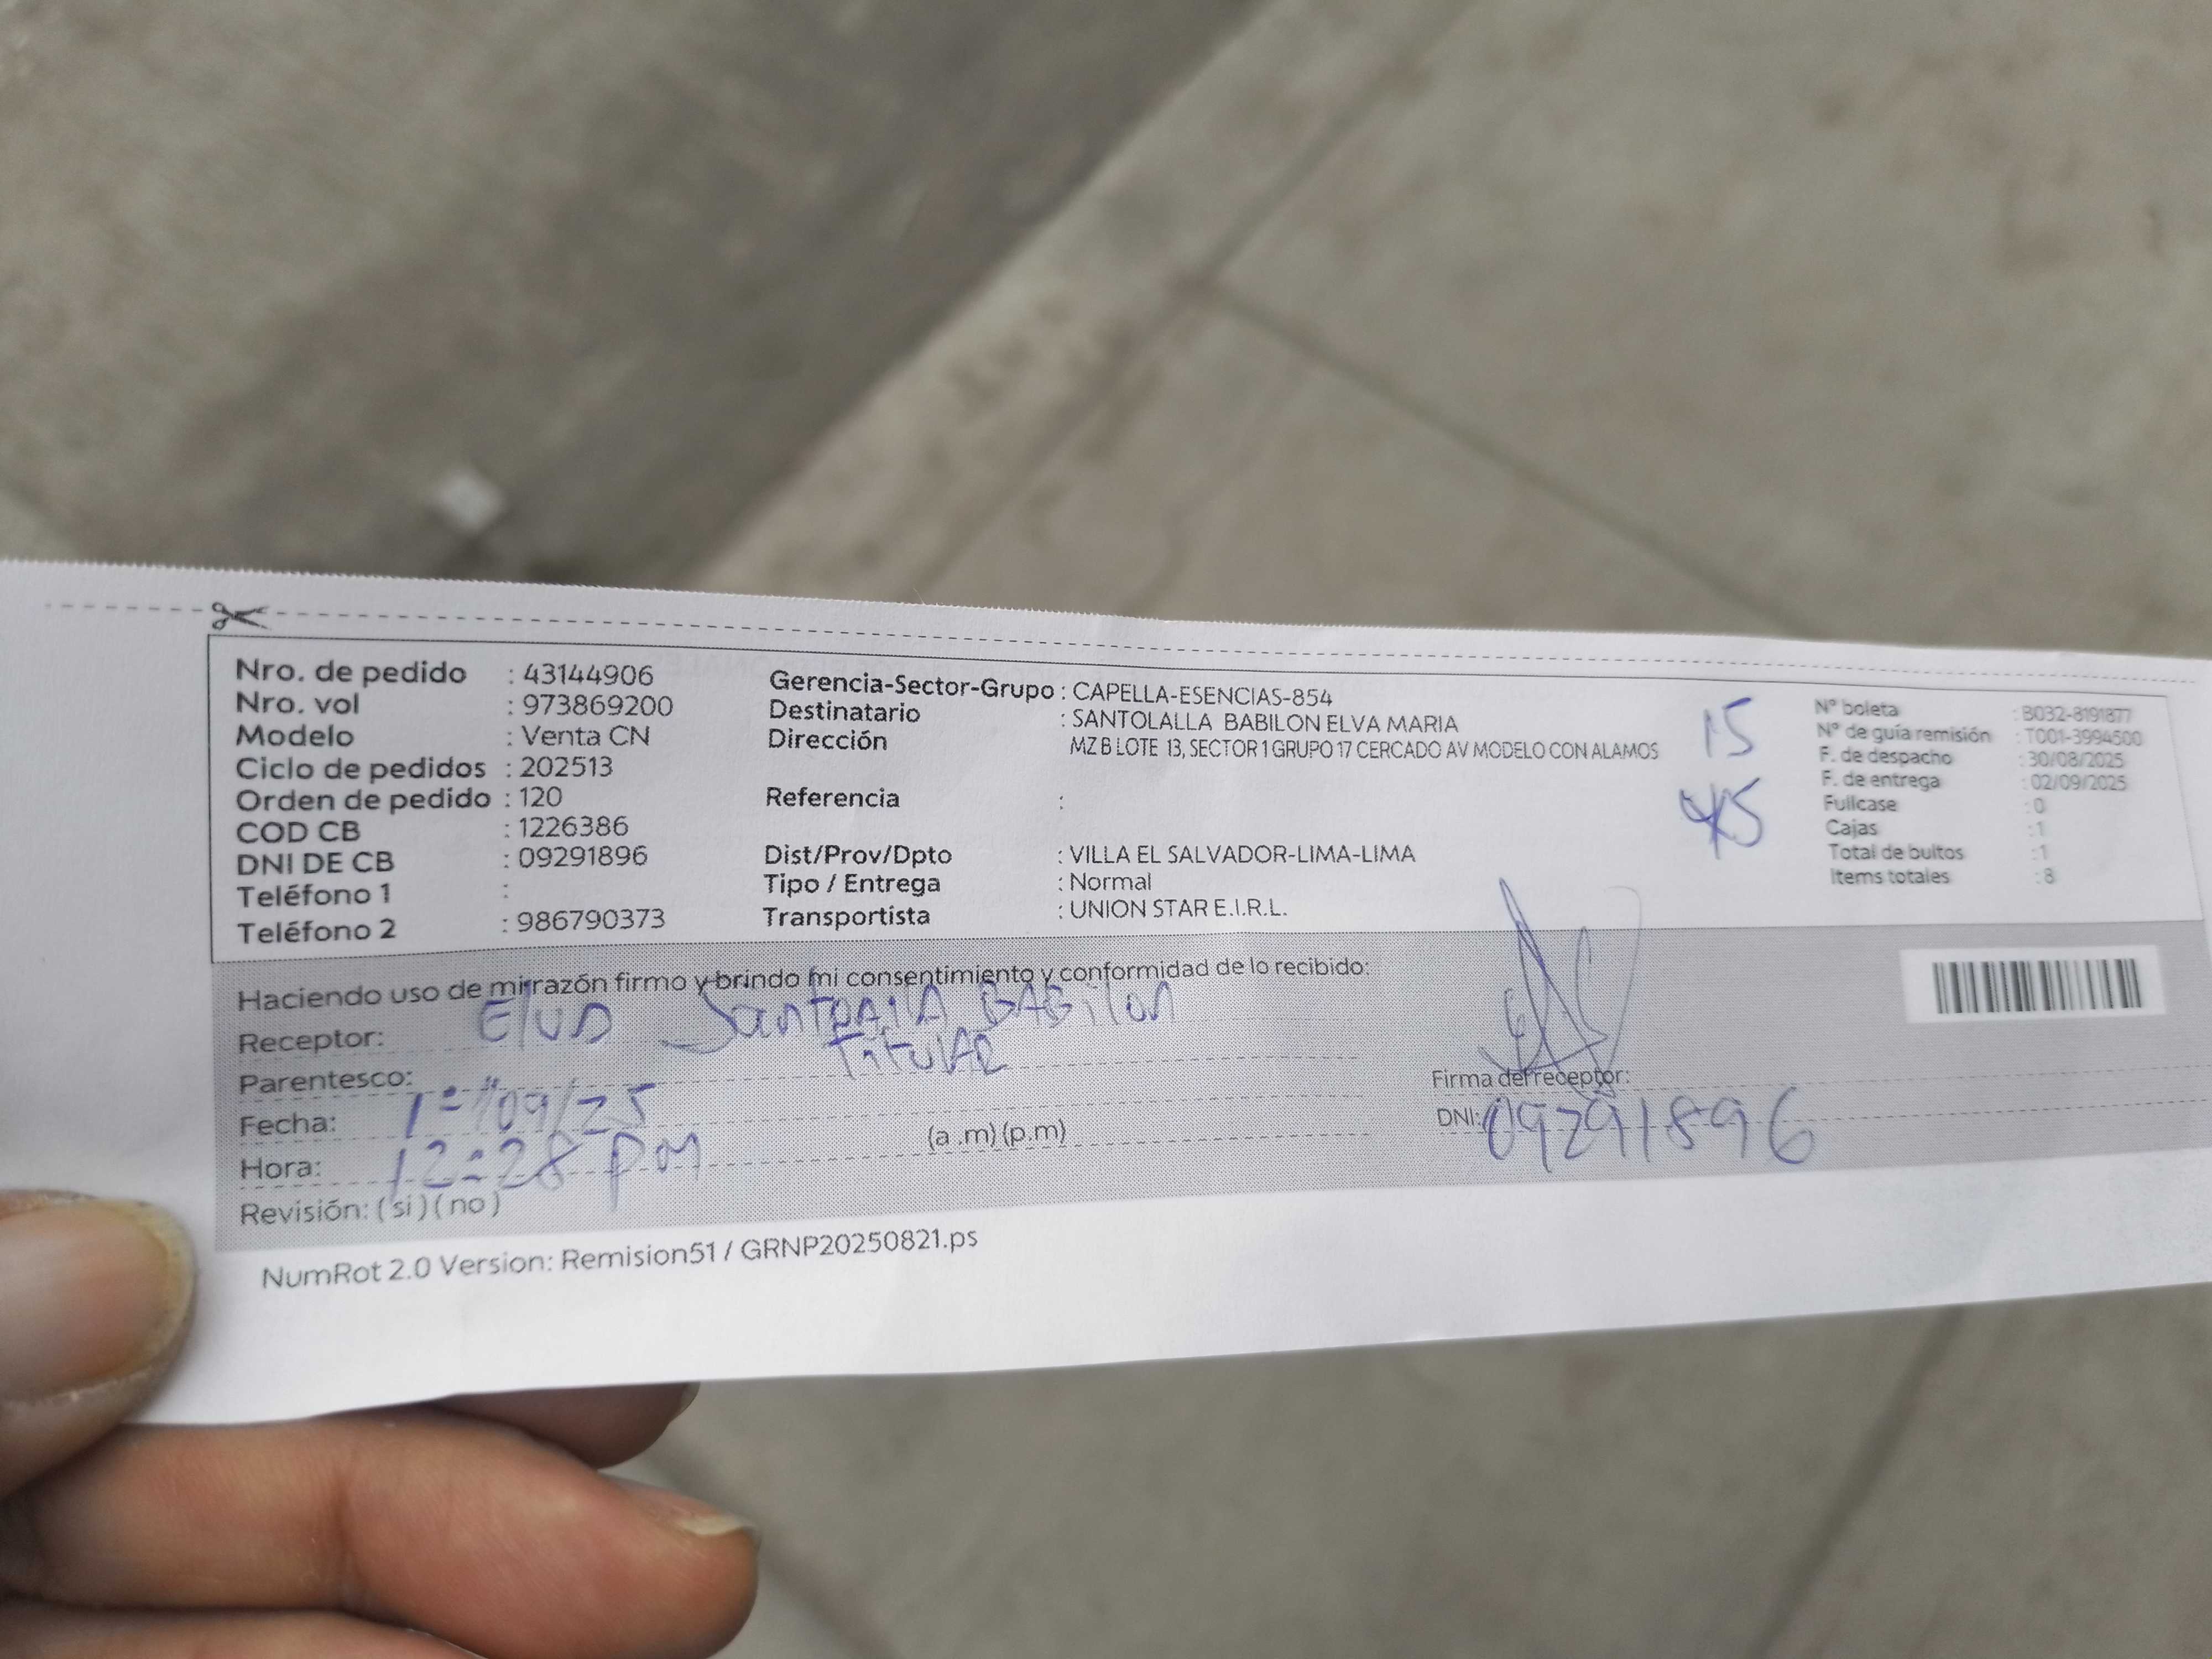 Nro. de pedido : 43144906
Nro. vol : 973869200
Modelo : Venta CN
Ciclo de pedidos : 202513
Orden de pedido : 120
COD CB : 1226386
DNI DE CB : 09291896
Teléfono 1 :
Teléfono 2 : 986790373
Gerencia-Sector-Grupo : CAPELLA-ESENCIAS-854
Destinatario : SANTOLALLA BABILON ELVA MARIA
Dirección MZ B LOTE 13, SECTOR 1 GRUPO 17 CERCADO AV MODELO CON ALAMOS
Referencia :
Dist/Prov/Dpto : VILLA EL SALVADOR-LIMA-LIMA
Tipo / Entrega : Normal
Transportista : UNION STAR E.I.R.L.
15
45
Nº boleta : B032-8191877
Nº de guía remisión : T001-3994500
F. de despacho : 30/08/2025
F. de entrega : 02/09/2025
Fullcase : 0
Cajas : 1
Total de bultos : 1
Items totales : 8
Haciendo uso de mi razón firmo y brindo mi consentimiento y conformidad de lo recibido:
Receptor: BABilon
Parentesco: TitulAR
Fecha: 1=09/25
Hora: 12:28 pm (a .m) (p.m)
Revisión: ( si ) ( no )
Firma del receptor:
DNI: 09291896
NumRot 2.0 Version: Remision51 / GRNP20250821.ps